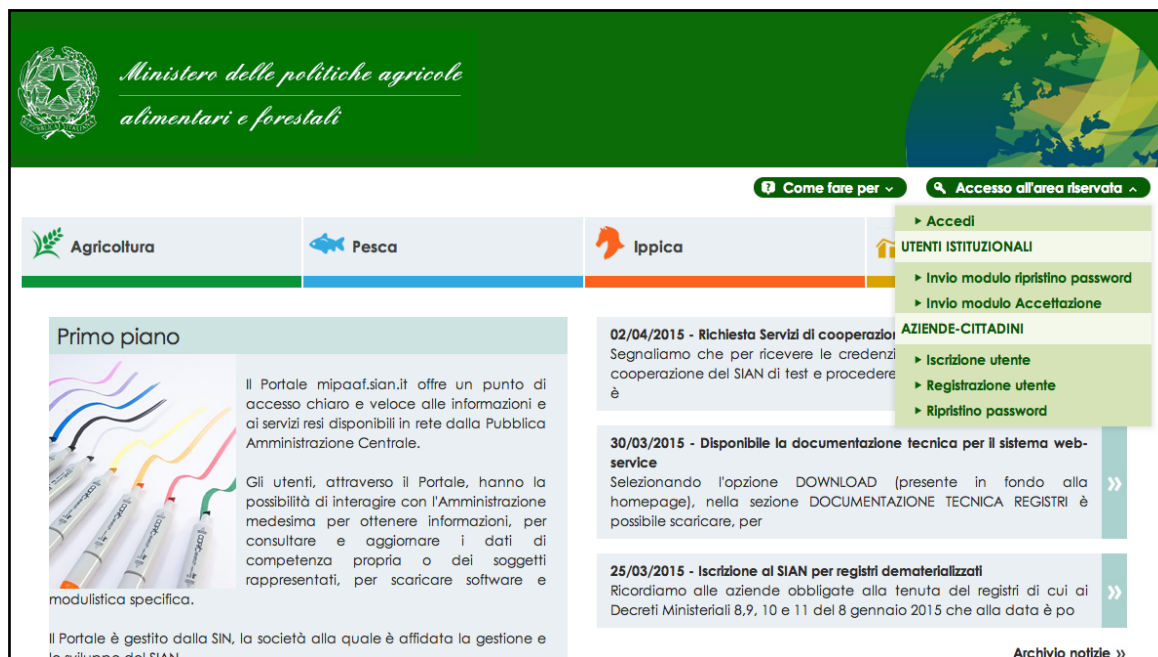 Ministero delle politiche agricole
alimentari e forestali
Come fare per
Accesso all'area riservata
Agricoltura
Pesca
Ippica
Accedi
UTENTI ISTITUZIONALI
Invio modulo ripristino password
Invio modulo Accettazione
AZIENDE-CITTADINI
Iscrizione utente
Registrazione utente
Ripristino password
Primo piano
Il Portale mipaaf.sian.it offre un punto di
accesso chiaro e veloce alle informazioni e
ai servizi resi disponibili in rete dalla Pubblica
Amministrazione Centrale.
Gli utenti, attraverso il Portale, hanno la
possibilità di interagire con l'Amministrazione
medesima per ottenere informazioni, per
consultare e aggiornare i dati di
competenza propria o dei soggetti
rappresentati, per scaricare software e
modulistica specifica.
Il Portale è gestito dalla SIN, la società alla quale è affidata la gestione e
lo sviluppo del SIAN
02/04/2015 - Richiesta Servizi di cooperazion
Segnaliamo che per ricevere le credenzi
cooperazione del SIAN di test e procedere
è
30/03/2015 - Disponibile la documentazione tecnica per il sistema web-
service
Selezionando l'opzione DOWNLOAD (presente in fondo alla
homepage), nella sezione DOCUMENTAZIONE TECNICA REGISTRI è
possibile scaricare, per
25/03/2015 - Iscrizione al SIAN per registri dematerializzati
Ricordiamo alle aziende obbligate alla tenuta del registri di cui ai
Decreti Ministeriali 8,9, 10 e 11 del 8 gennaio 2015 che alla data è po
Archivio notizie »